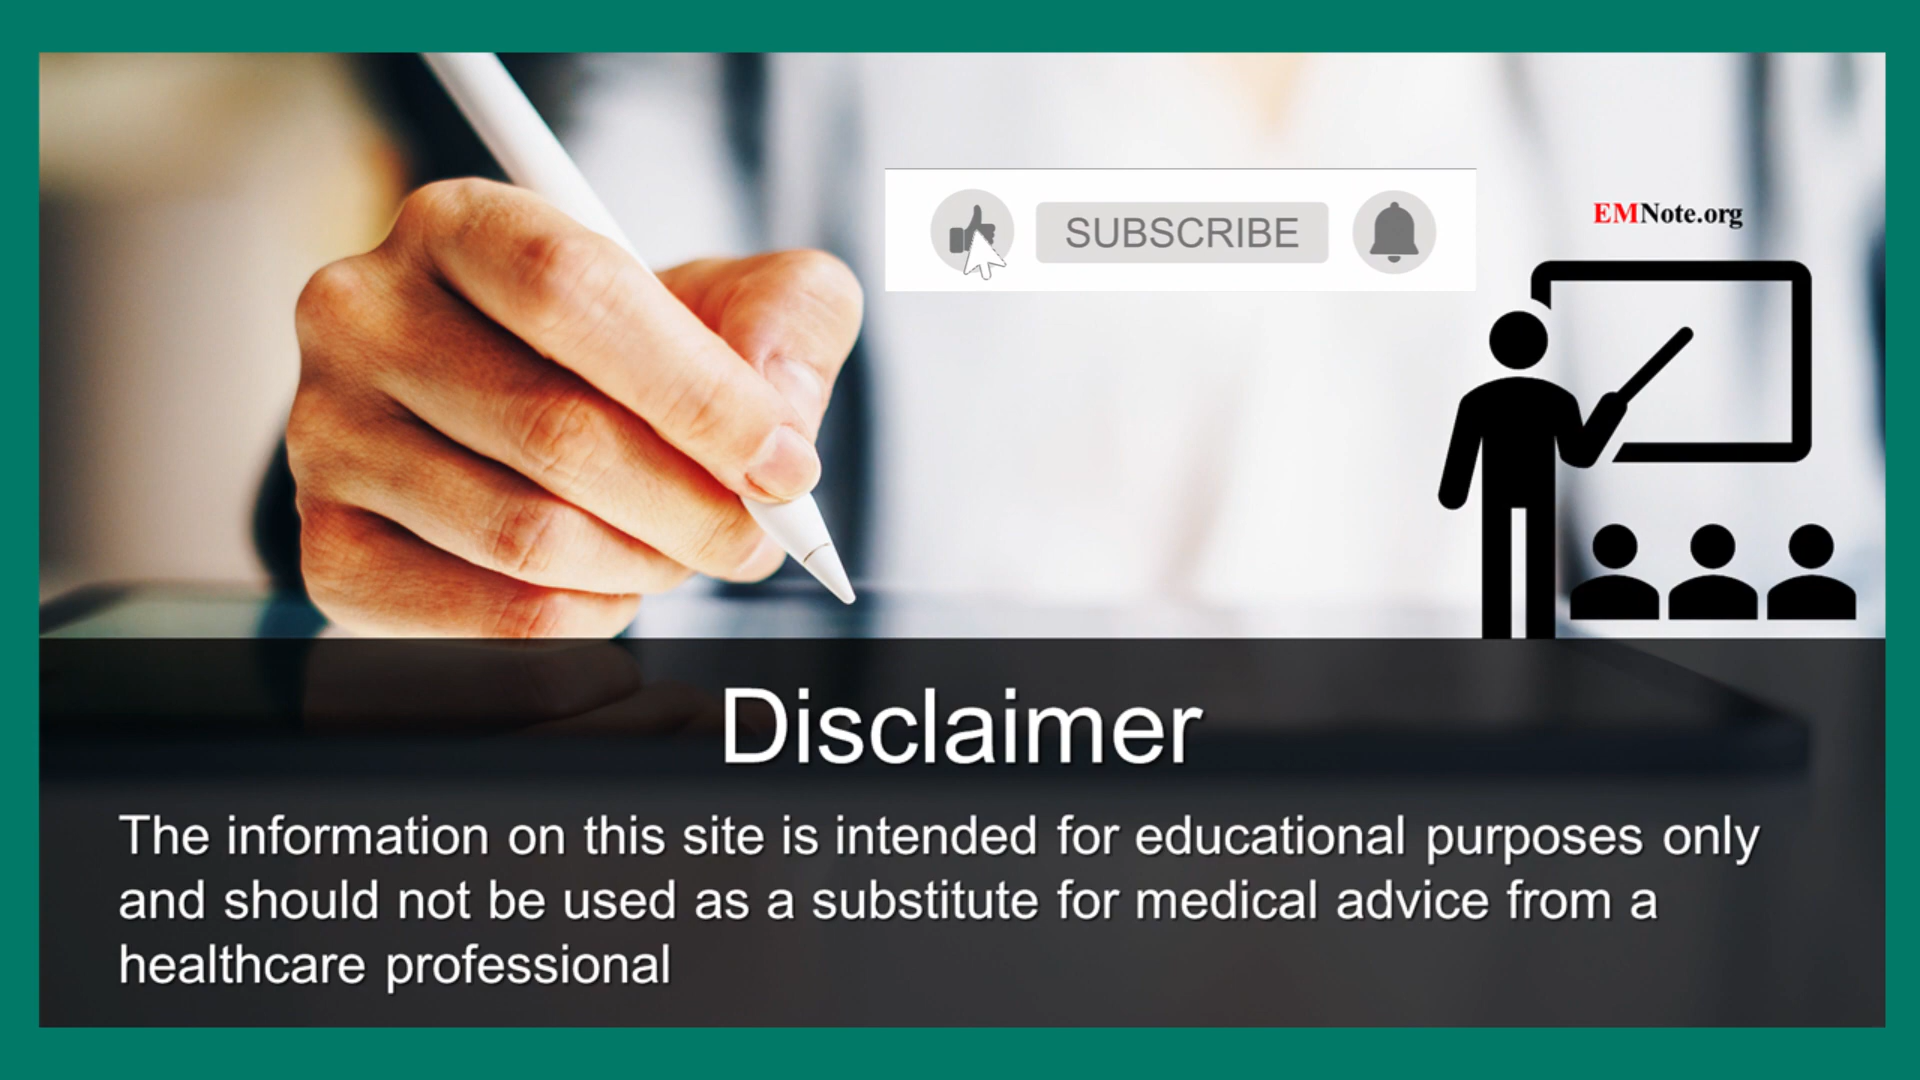 SUBSCRIBE
EMNote.org
Disclaimer
The information on this site is intended for educational purposes only
and should not be used as a substitute for medical advice from a
healthcare professional